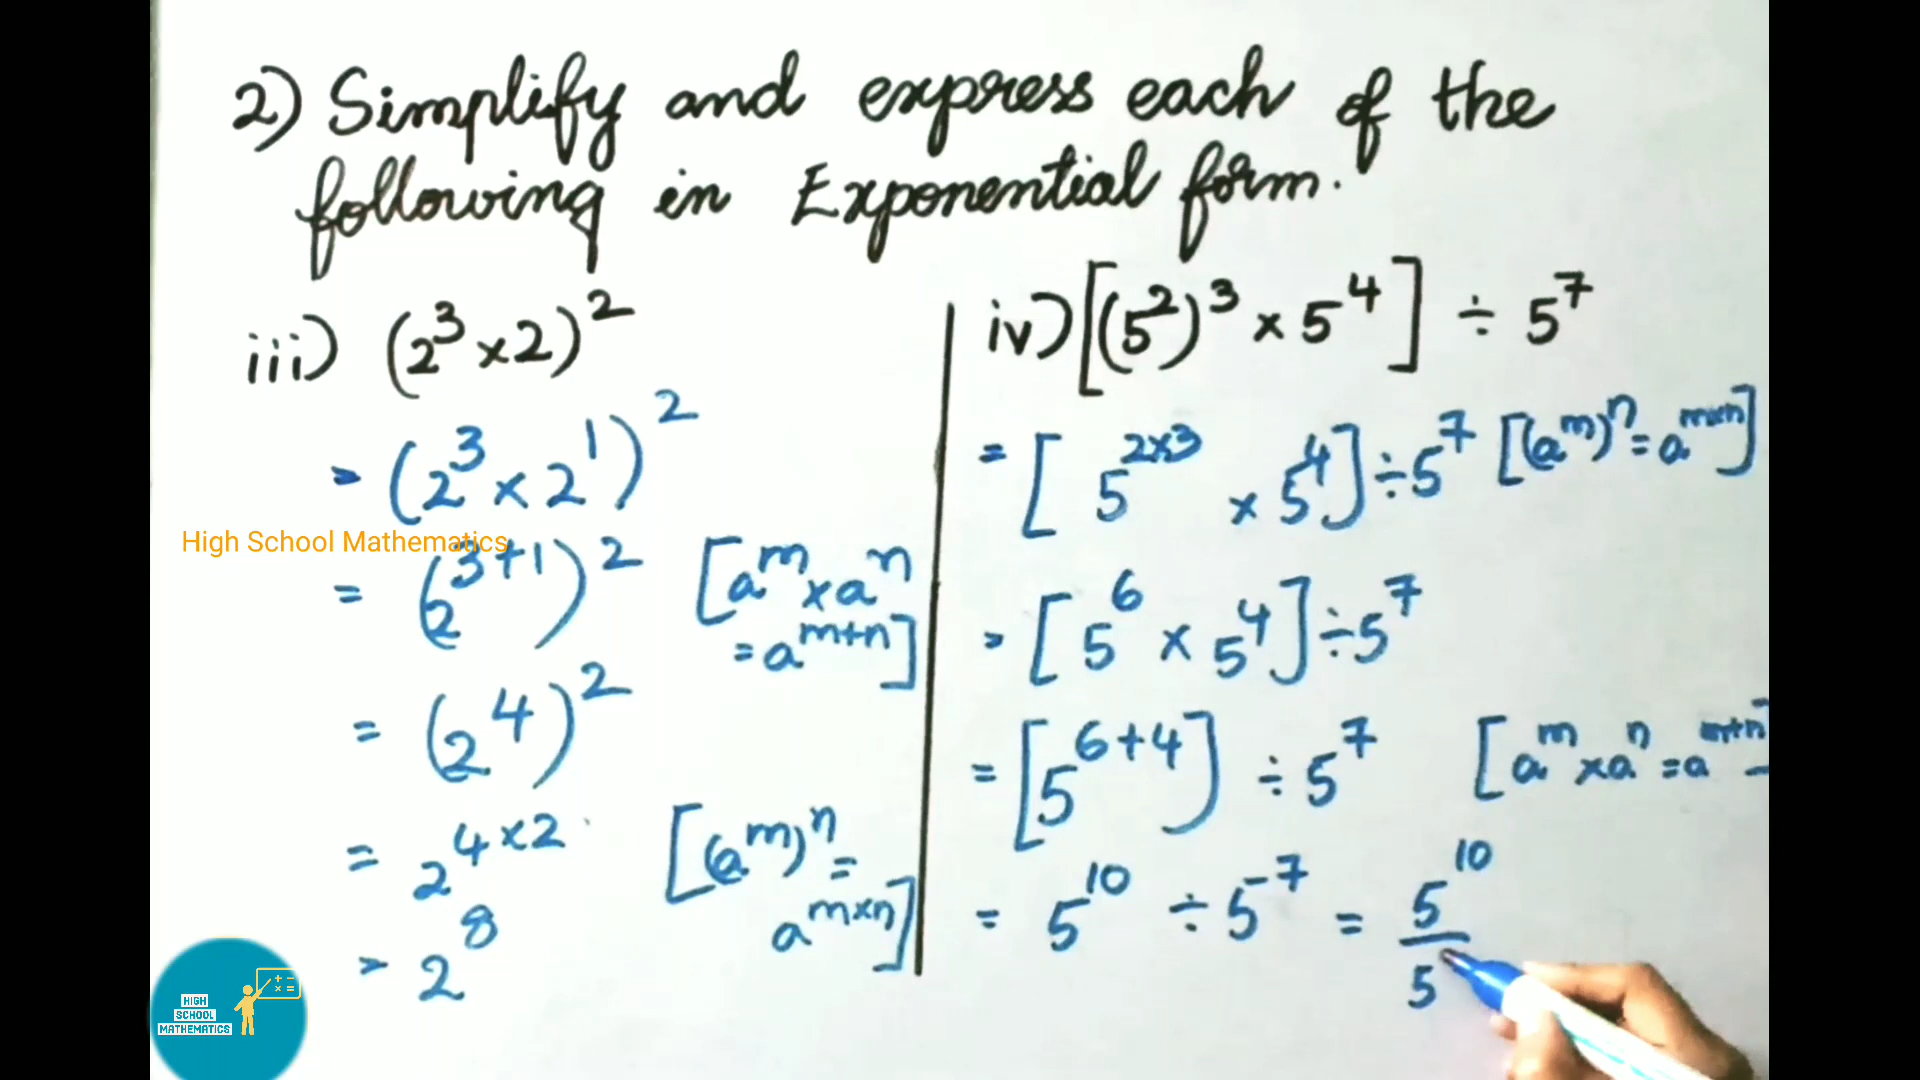 2) Simplify and express each of the
following in Exponential form.
iii) (2³ × 2)²
= (2³ × 2¹)²
High School Mathematics
= (2³⁺¹)² [aᵐ × aⁿ
= aᵐ⁺ⁿ]
= (2⁴)²
= 2⁴ˣ² [(aᵐ)ⁿ =
aᵐˣⁿ]
= 2⁸
iv) [(5²)³ × 5⁴] ÷ 5⁷
= [5²ˣ³ × 5⁴] ÷ 5⁷ [(aᵐ)ⁿ = aᵐˣⁿ]
= [5⁶ × 5⁴] ÷ 5⁷
= [5⁶⁺⁴] ÷ 5⁷ [aᵐ × aⁿ = aᵐ⁺ⁿ]
= 5¹⁰ ÷ 5⁷ = 5¹⁰
5
HIGH
SCHOOL
MATHEMATICS